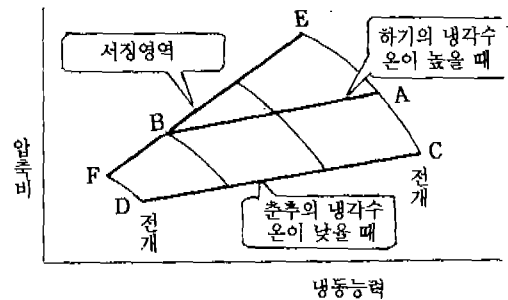 E
서징영역
하기의 냉각수
온이 높을 때
A
B
압축비
F
D
C
전개
전개
춘추의 냉각수
온이 낮을 때
냉동능력